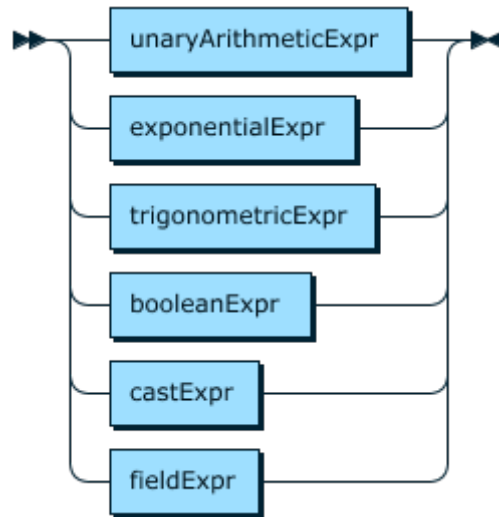 unaryArithmeticExpr
exponentialExpr
trigonometricExpr
booleanExpr
castExpr
fieldExpr